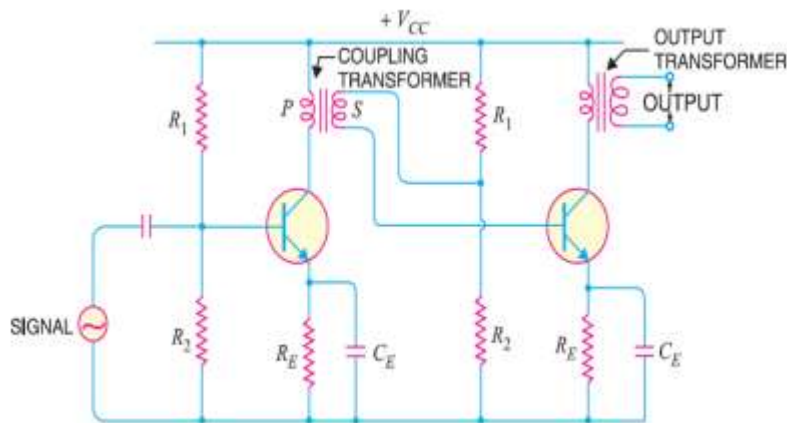 + V_CC
COUPLING
TRANSFORMER
OUTPUT
TRANSFORMER
P
S
OUTPUT
R_1
R_1
SIGNAL
R_2
R_E
C_E
R_2
R_E
C_E